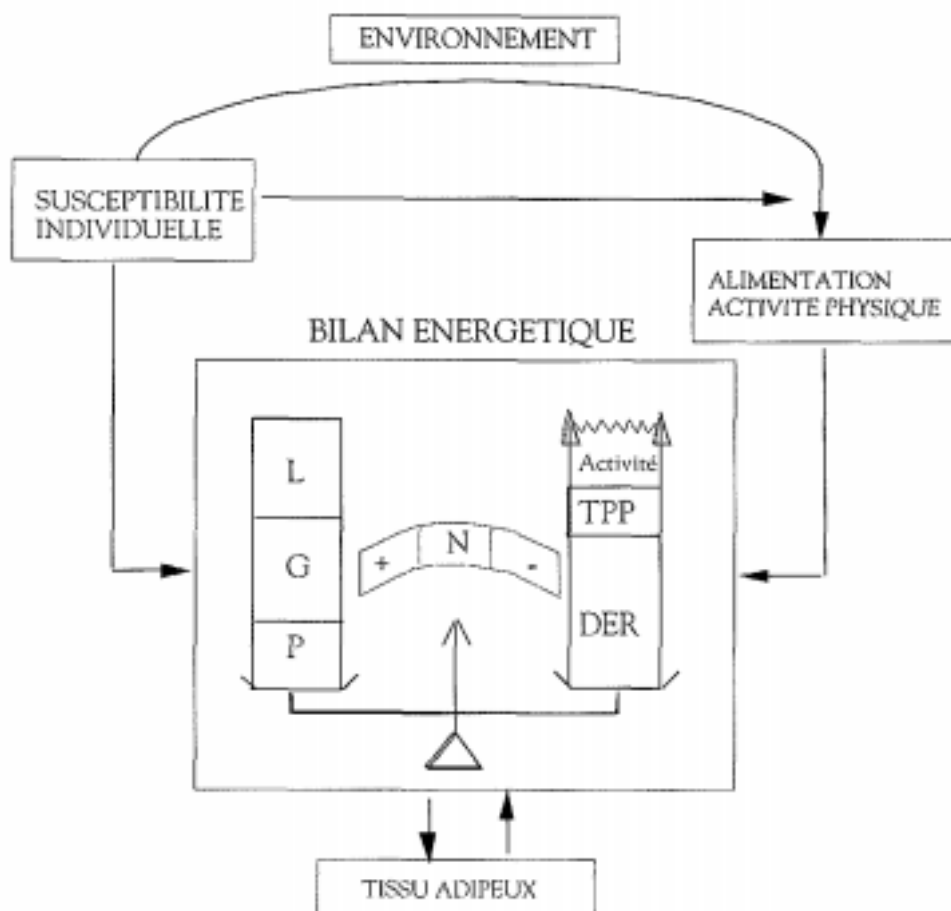 ENVIRONNEMENT
SUSCEPTIBILITE
INDIVIDUELLE
ALIMENTATION
ACTIVITE PHYSIQUE
BILAN ENERGETIQUE
L
G
P
+
N
-
Activité
TPP
DER
TISSU ADIPEUX